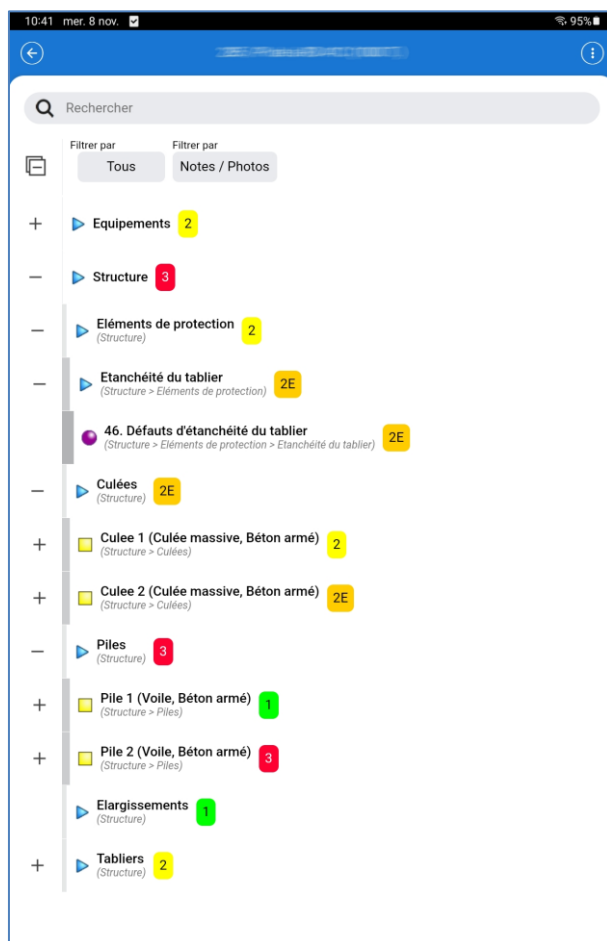 10:41 mer. 8 nov. 95%
Rechercher
Filtrer par Filtrer par
Tous Notes / Photos
Equipements 2
Structure 3
Eléments de protection 2
(Structure)
Etanchéité du tablier 2E
(Structure > Eléments de protection)
46. Défauts d'étanchéité du tablier 2E
(Structure > Eléments de protection > Etanchéité du tablier)
Culées 2E
(Structure)
Culee 1 (Culée massive, Béton armé) 2
(Structure > Culées)
Culee 2 (Culée massive, Béton armé) 2E
(Structure > Culées)
Piles 3
(Structure)
Pile 1 (Voile, Béton armé) 1
(Structure > Piles)
Pile 2 (Voile, Béton armé) 3
(Structure > Piles)
Elargissements 1
(Structure)
Tabliers 2
(Structure)